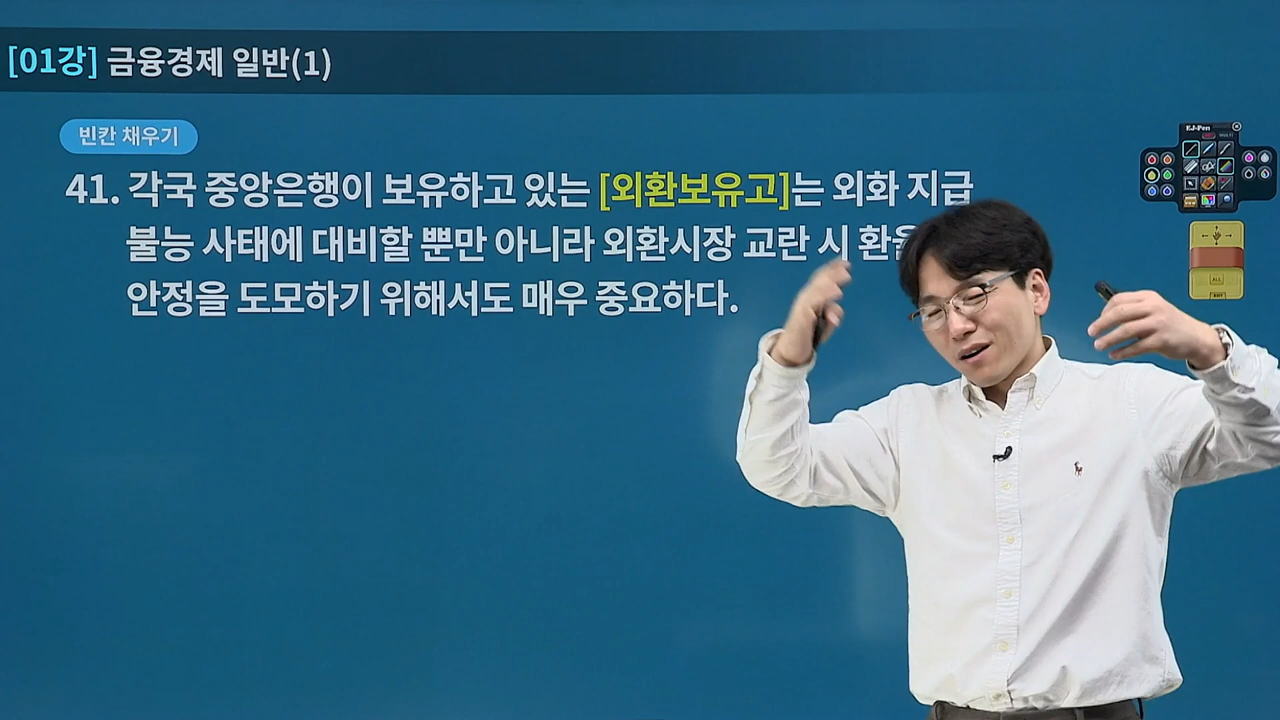 [01강] 금융경제 일반(1)
빈칸 채우기
41. 각국 중앙은행이 보유하고 있는 [외환보유고]는 외화 지급
불능 사태에 대비할 뿐만 아니라 외환시장 교란 시
안정을 도모하기 위해서도 매우 중요하다.
EJ-Pen
ALL
EXIT